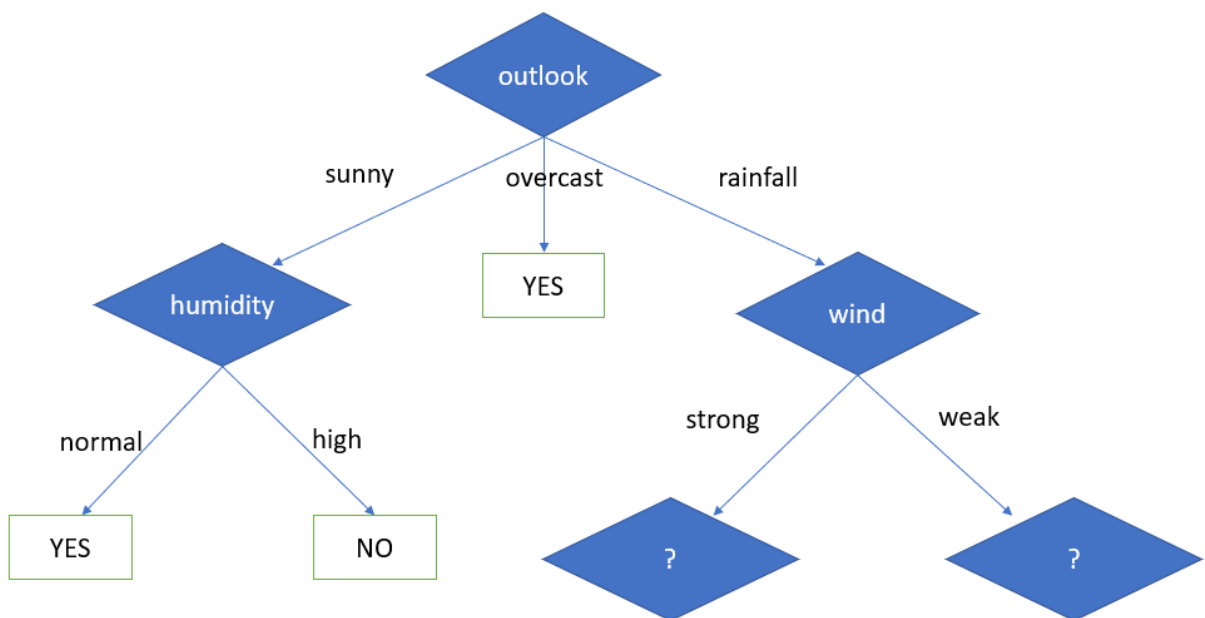 outlook
sunny
overcast
rainfall
humidity
YES
wind
normal
high
strong
weak
YES
NO
?
?